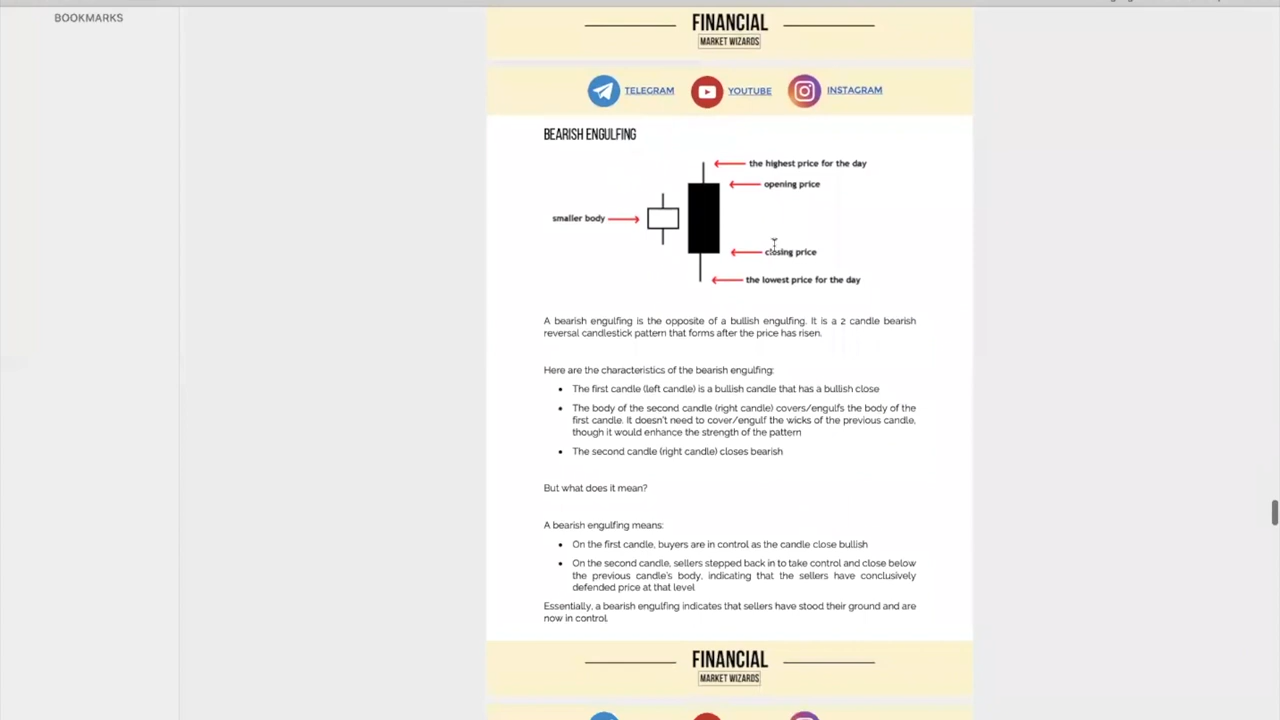 BOOKMARKS
FINANCIAL
MARKET WIZARDS
TELEGRAM YOUTUBE INSTAGRAM
BEARISH ENGULFING
the highest price for the day
opening price
smaller body
closing price
the lowest price for the day
A bearish engulfing is the opposite of a bullish engulfing. It is a 2 candle bearish
reversal candlestick pattern that forms after the price has risen.
Here are the characteristics of the bearish engulfing:
• The first candle (left candle) is a bullish candle that has a bullish close
• The body of the second candle (right candle) covers/engulfs the body of the
first candle. It doesn't need to cover/engulf the wicks of the previous candle,
though it would enhance the strength of the pattern
• The second candle (right candle) closes bearish
But what does it mean?
A bearish engulfing means:
• On the first candle, buyers are in control as the candle close bullish
• On the second candle, sellers stepped back in to take control and close below
the previous candle's body, indicating that the sellers have conclusively
defended price at that level
Essentially, a bearish engulfing indicates that sellers have stood their ground and are
now in control.
FINANCIAL
MARKET WIZARDS